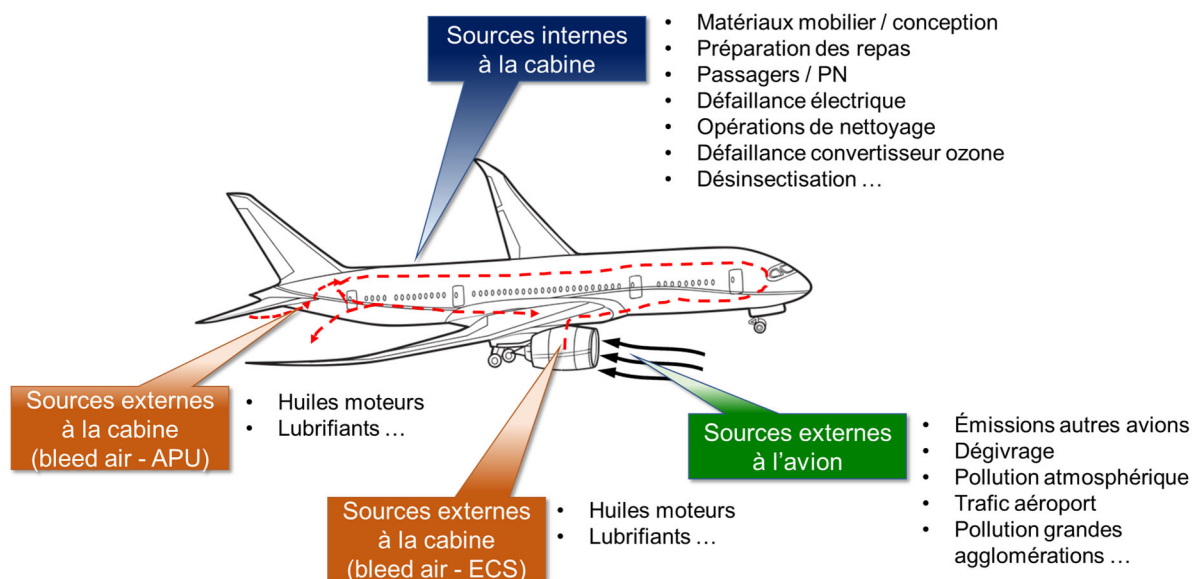 Sources internes
à la cabine
• Matériaux mobilier / conception
• Préparation des repas
• Passagers / PN
• Défaillance électrique
• Opérations de nettoyage
• Défaillance convertisseur ozone
• Désinsectisation …
Sources externes
à la cabine
(bleed air - APU)
• Huiles moteurs
• Lubrifiants …
Sources externes
à la cabine
(bleed air - ECS)
• Huiles moteurs
• Lubrifiants …
Sources externes
à l’avion
• Émissions autres avions
• Dégivrage
• Pollution atmosphérique
• Trafic aéroport
• Pollution grandes
agglomérations …